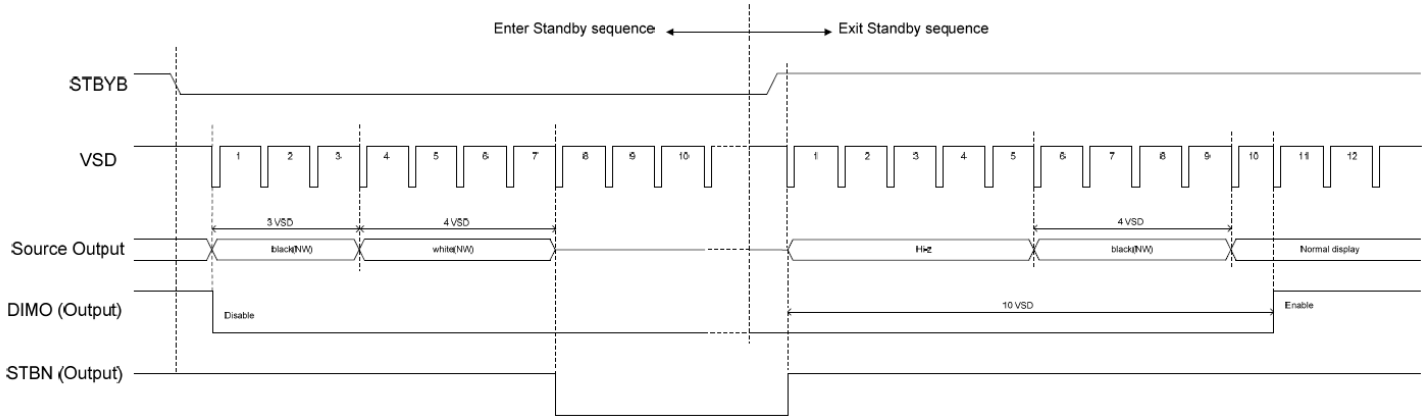 Enter Standby sequence Exit Standby sequence
STBYB
VSD 1 2 3 4 5 6 7 8 9 10 1 2 3 4 5 6 7 8 9 10 11 12
3 VSD 4 VSD 4 VSD
Source Output black(NW) white(NW) Hi-z black(NW) Normal display
10 VSD Enable
DIMO (Output) Disable
STBN (Output)